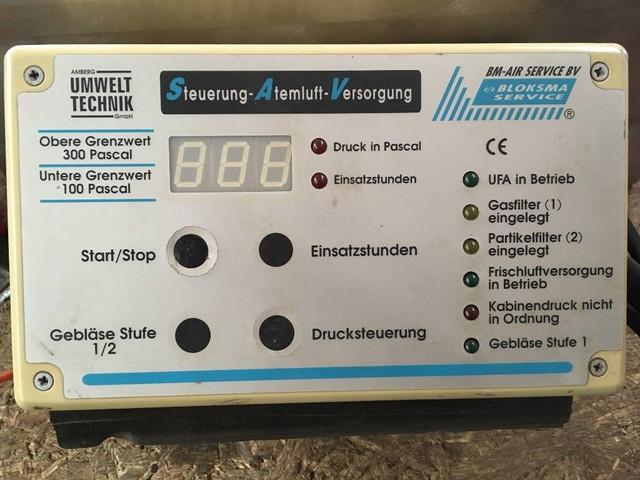 AMBERG
UMWELT
TECHNIK
GmbH
Steuerung-Atemluft-Versorgung
BM-AIR SERVICE BV
v/h BLOKSMA
SERVICE
®
Obere Grenzwert
300 Pascal
Untere Grenzwert
100 Pascal
Druck in Pascal
Einsatzstunden
CE
UFA in Betrieb
Gasfilter (1)
eingelegt
Partikelfilter (2)
eingelegt
Frischluftversorgung
in Betrieb
Kabinendruck nicht
in Ordnung
Gebläse Stufe 1
Start/Stop
Einsatzstunden
Gebläse Stufe
1/2
Drucksteuerung